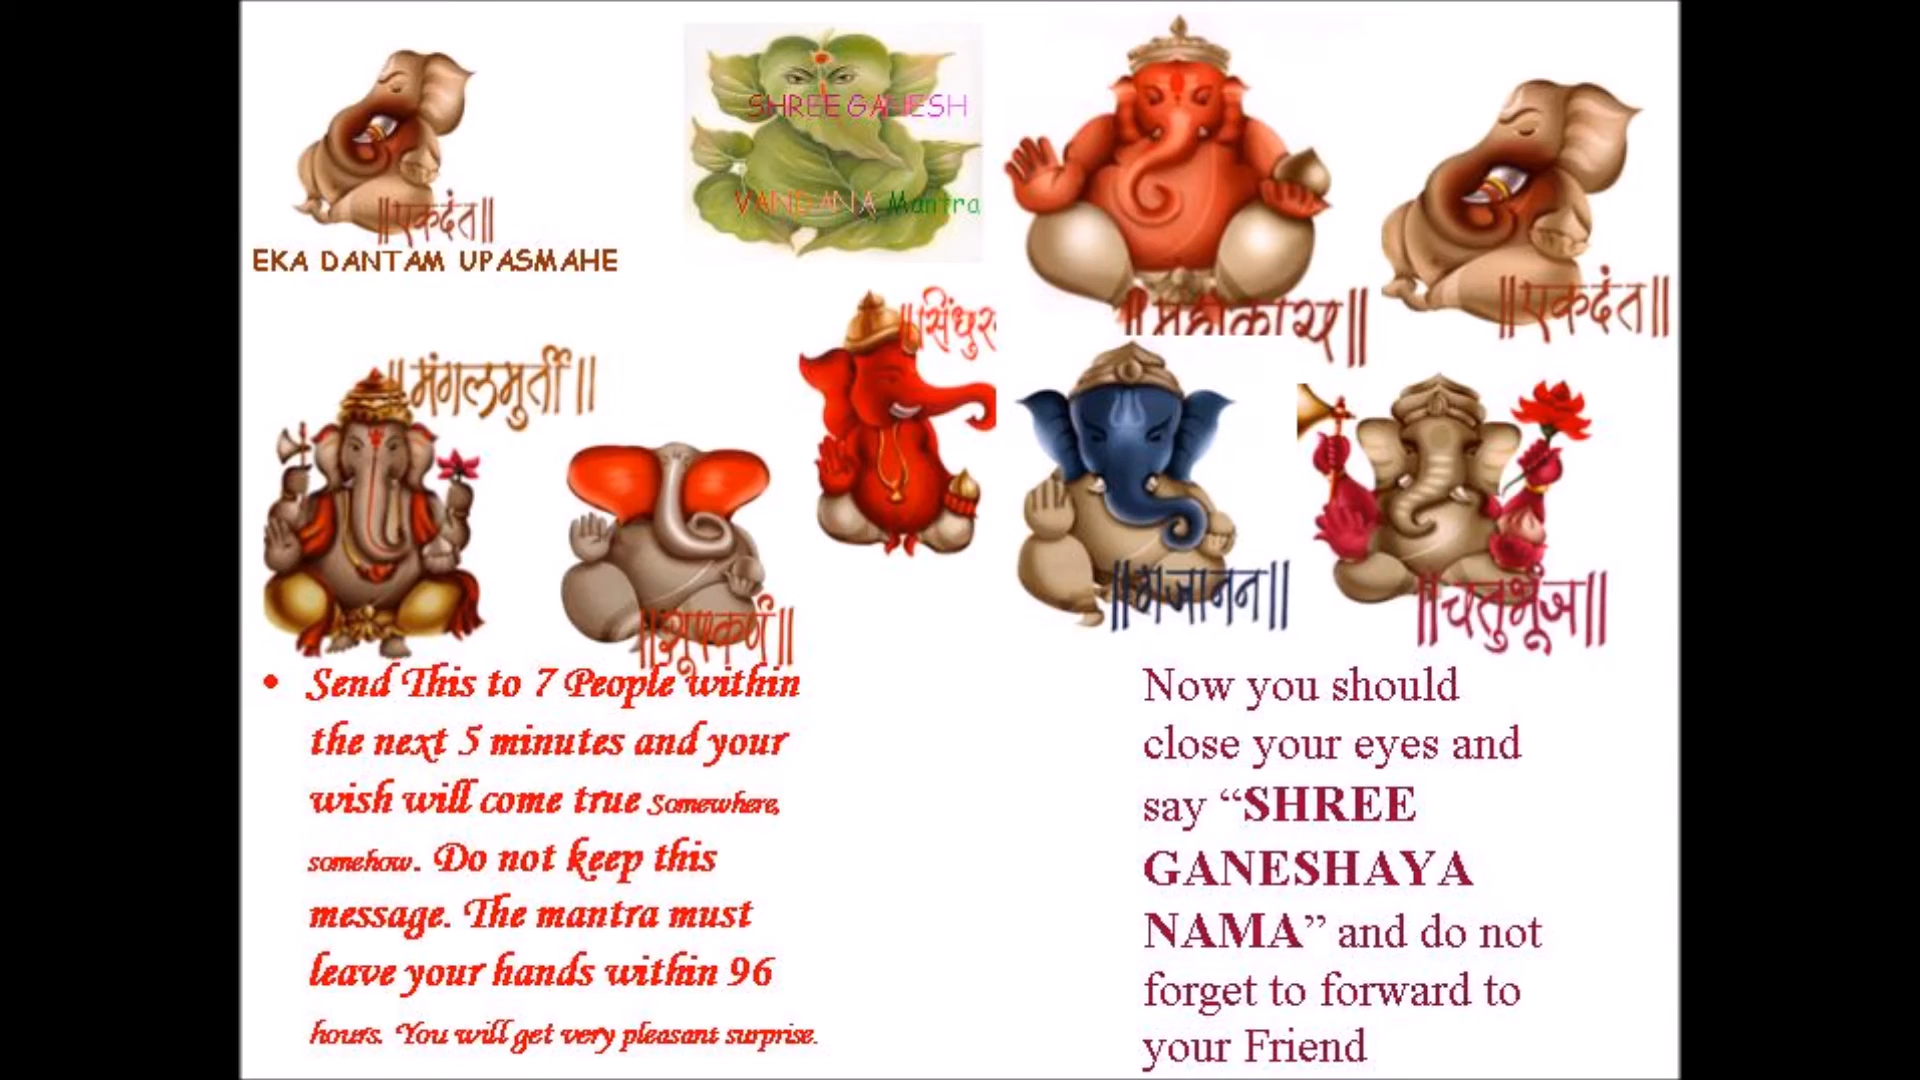 SHREE GANESH
VANDANA Mantra
॥एकदंत॥
EKA DANTAM UPASMAHE
॥एकदंत॥
॥मंगलमुर्ती॥
॥सिंधुर
॥गजानन॥
॥चतुर्भूज॥
• Send This to 7 People within
the next 5 minutes and your
wish will come true Somewhere,
somehow. Do not keep this
message. The mantra must
leave your hands within 96
hours. You will get very pleasant surprise.
Now you should
close your eyes and
say “SHREE
GANESHAYA
NAMA” and do not
forget to forward to
your Friend